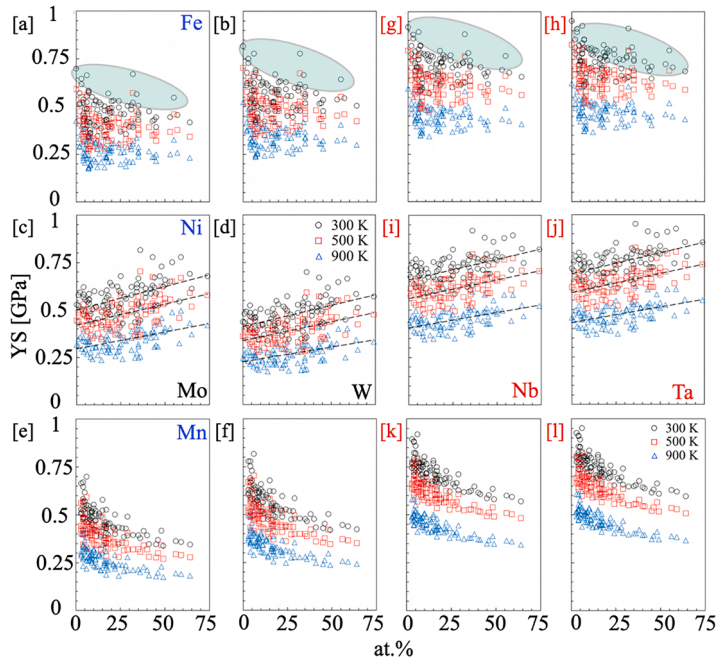 [a] Fe [b] [g] [h]
1
0.75
0.5
0.25
0
[c] Ni [d] [i] [j]
300 K
500 K
900 K
1
0.75
0.5
0.25
0
YS [GPa]
Mo W Nb Ta
[e] Mn [f] [k] [l]
300 K
500 K
900 K
1
0.75
0.5
0.25
0
0 25 50 75 0 25 50 75 0 25 50 75 0 25 50 75
at.%